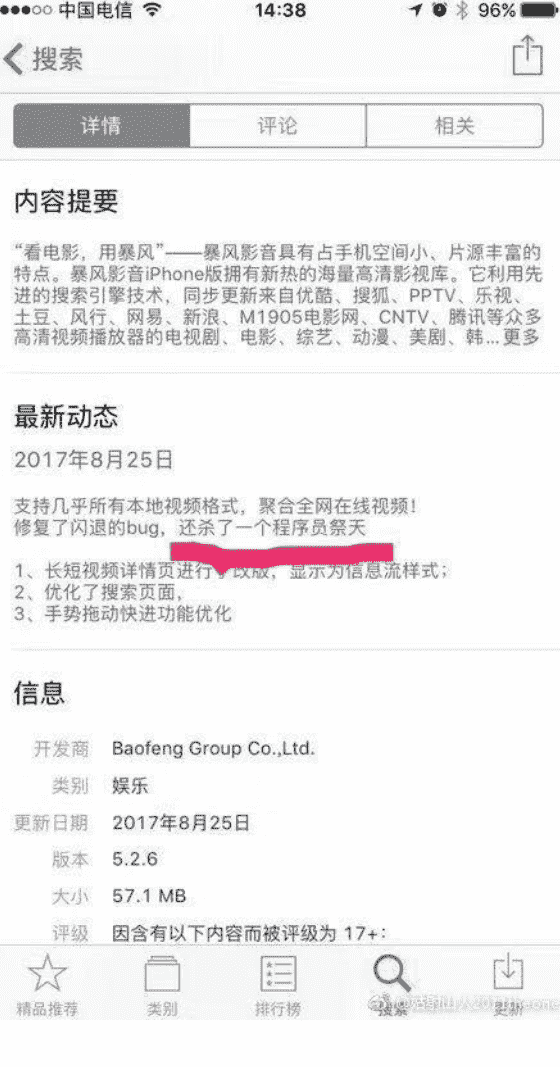 中国电信 14:38 96%
搜索
详情 评论 相关
内容提要
“看电影，用暴风”——暴风影音具有占手机空间小、片源丰富的
特点。暴风影音iPhone版拥有新热的海量高清影视库。它利用先
进的搜索引擎技术，同步更新来自优酷、搜狐、PPTV、乐视、
土豆、风行、网易、新浪、M1905电影网、CNTV、腾讯等众多
高清视频播放器的电视剧、电影、综艺、动漫、美剧、韩...更多
最新动态
2017年8月25日
支持几乎所有本地视频格式，聚合全网在线视频！
修复了闪退的bug，还杀了一个程序员祭天
1、长短视频详情页进行了改版，显示为信息流样式；
2、优化了搜索页面，
3、手势拖动快进功能优化
信息
开发商 Baofeng Group Co.,Ltd.
类别 娱乐
更新日期 2017年8月25日
版本 5.2.6
大小 57.1 MB
评级 因含有以下内容而被评级为 17+：
精品推荐 类别 排行榜 搜索 更新